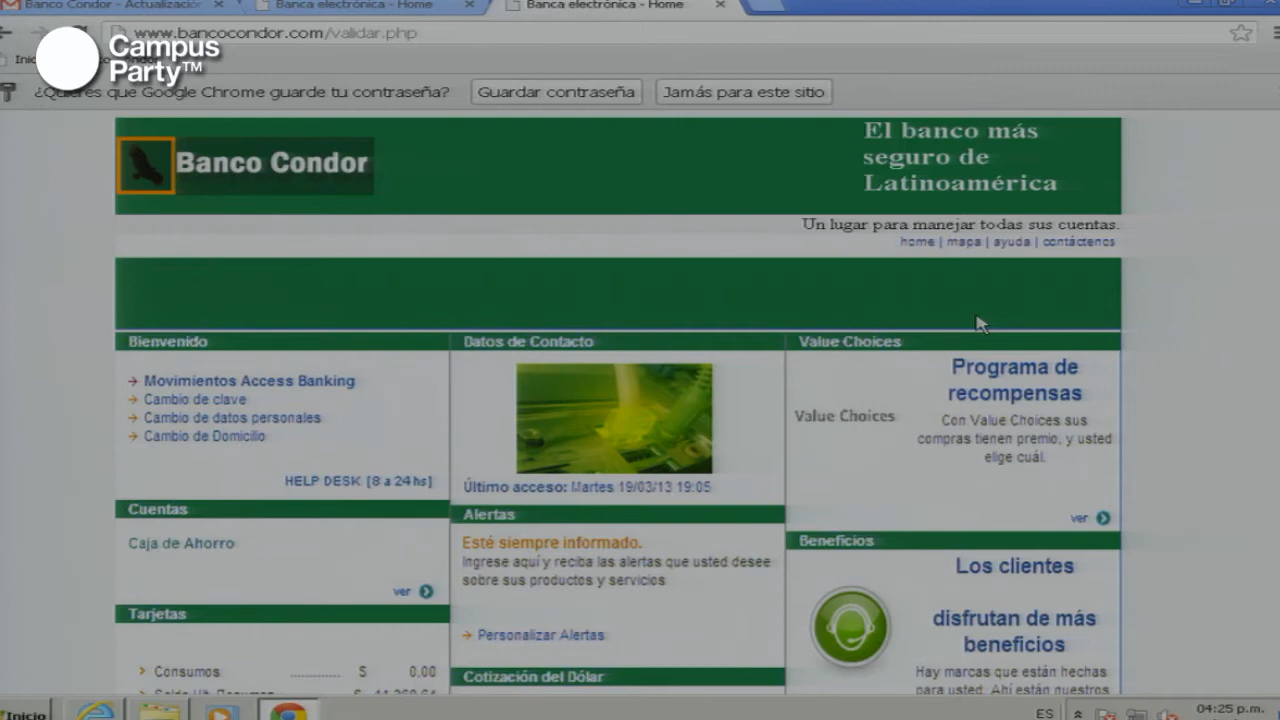 Banco Condor - Actualización
Banca electrónica - Home
Banca electrónica - Home
www.bancocondor.com/validar.php
Campus
Party™
¿Quieres que Google Chrome guarde tu contraseña?
Guardar contraseña
Jamás para este sitio
Banco Condor
El banco más
seguro de
Latinoamérica
Un lugar para manejar todas sus cuentas.
home | mapa | ayuda | contáctenos
Bienvenido
Movimientos Access Banking
Cambio de clave
Cambio de datos personales
Cambio de Domicilio
HELP DESK [8 a 24 hs]
Cuentas
Caja de Ahorro
ver
Tarjetas
Consumos .............. $ 0.00
Datos de Contacto
Último acceso: Martes 19/03/13 19:05
Alertas
Esté siempre informado.
Ingrese aquí y reciba las alertas que usted desee
sobre sus productos y servicios
Personalizar Alertas
Cotización del Dólar
Value Choices
Programa de
recompensas
Value Choices
Con Value Choices sus
compras tienen premio, y usted
elige cuál.
ver
Beneficios
Los clientes
disfrutan de más
beneficios
Hay marcas que están hechas
para usted. Ahí están nuestros
Inicio
ES
04:25 p.m.